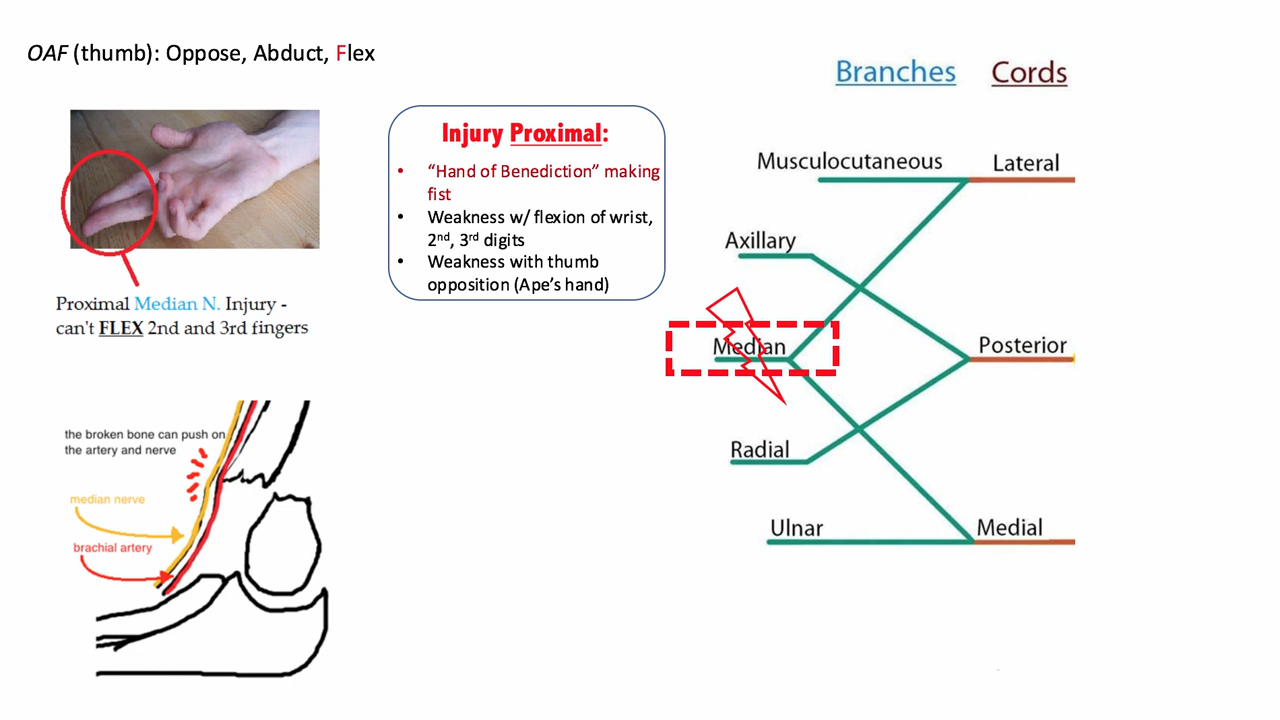 OAF (thumb): Oppose, Abduct, Flex
Proximal Median N. Injury -
can't FLEX 2nd and 3rd fingers
the broken bone can push on
the artery and nerve
median nerve
brachial artery
Injury Proximal:
• "Hand of Benediction" making
fist
• Weakness w/ flexion of wrist,
2nd, 3rd digits
• Weakness with thumb
opposition (Ape's hand)
Branches Cords
Musculocutaneous Lateral
Axillary
Median Posterior
Radial
Ulnar Medial